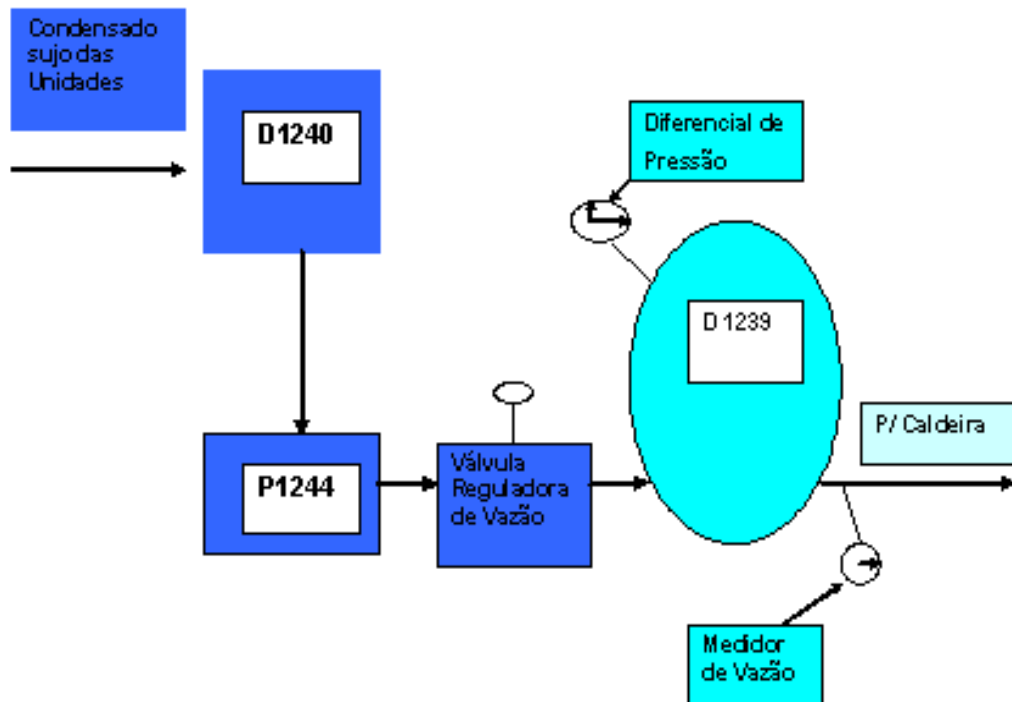 Condensado
sujo das
Unidades
D1240
Diferencial de
Pressão
D 1239
P/ Caldeira
P1244
Válvula
Reguladora
de Vazão
Medidor
de Vazão